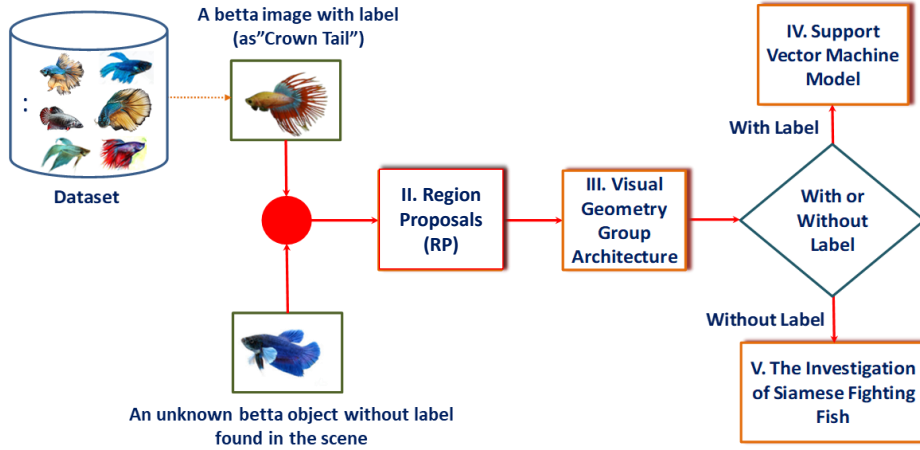 A betta image with label
(as"Crown Tail")
:
Dataset
IV. Support
Vector Machine
Model
With Label
II. Region
Proposals
(RP)
III. Visual
Geometry
Group
Architecture
With or
Without
Label
Without Label
V. The Investigation
of Siamese Fighting
Fish
An unknown betta object without label
found in the scene